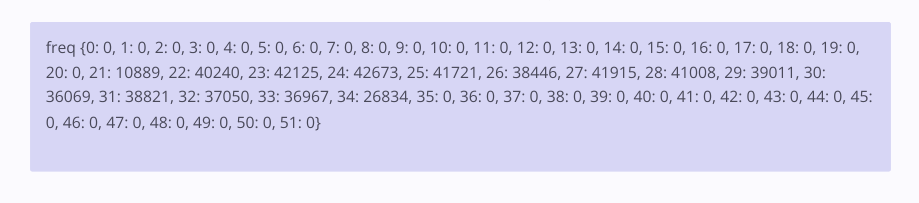 freq {0: 0, 1: 0, 2: 0, 3: 0, 4: 0, 5: 0, 6: 0, 7: 0, 8: 0, 9: 0, 10: 0, 11: 0, 12: 0, 13: 0, 14: 0, 15: 0, 16: 0, 17: 0, 18: 0, 19: 0,
20: 0, 21: 10889, 22: 40240, 23: 42125, 24: 42673, 25: 41721, 26: 38446, 27: 41915, 28: 41008, 29: 39011, 30:
36069, 31: 38821, 32: 37050, 33: 36967, 34: 26834, 35: 0, 36: 0, 37: 0, 38: 0, 39: 0, 40: 0, 41: 0, 42: 0, 43: 0, 44: 0, 45:
0, 46: 0, 47: 0, 48: 0, 49: 0, 50: 0, 51: 0}